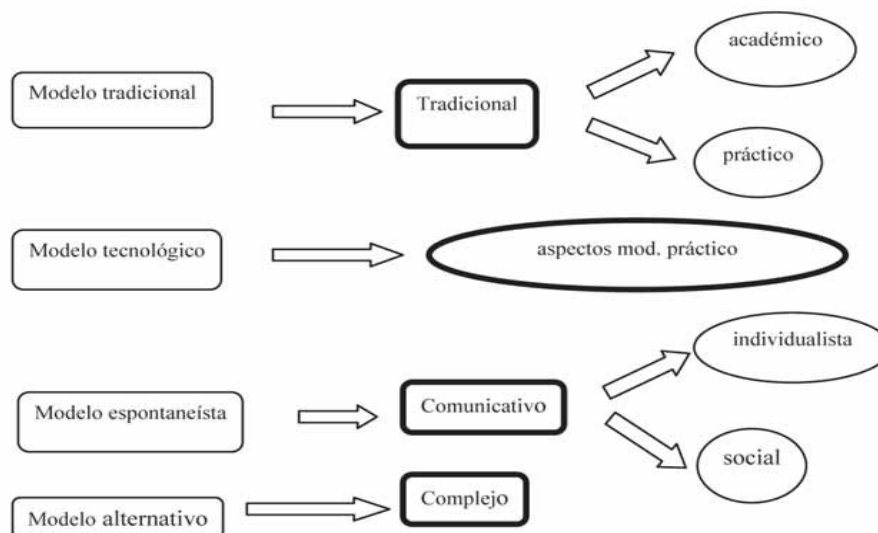 académico
Modelo tradicional
Tradicional
práctico
Modelo tecnológico
aspectos mod. práctico
individualista
Modelo espontaneísta
Comunicativo
social
Modelo alternativo
Complejo